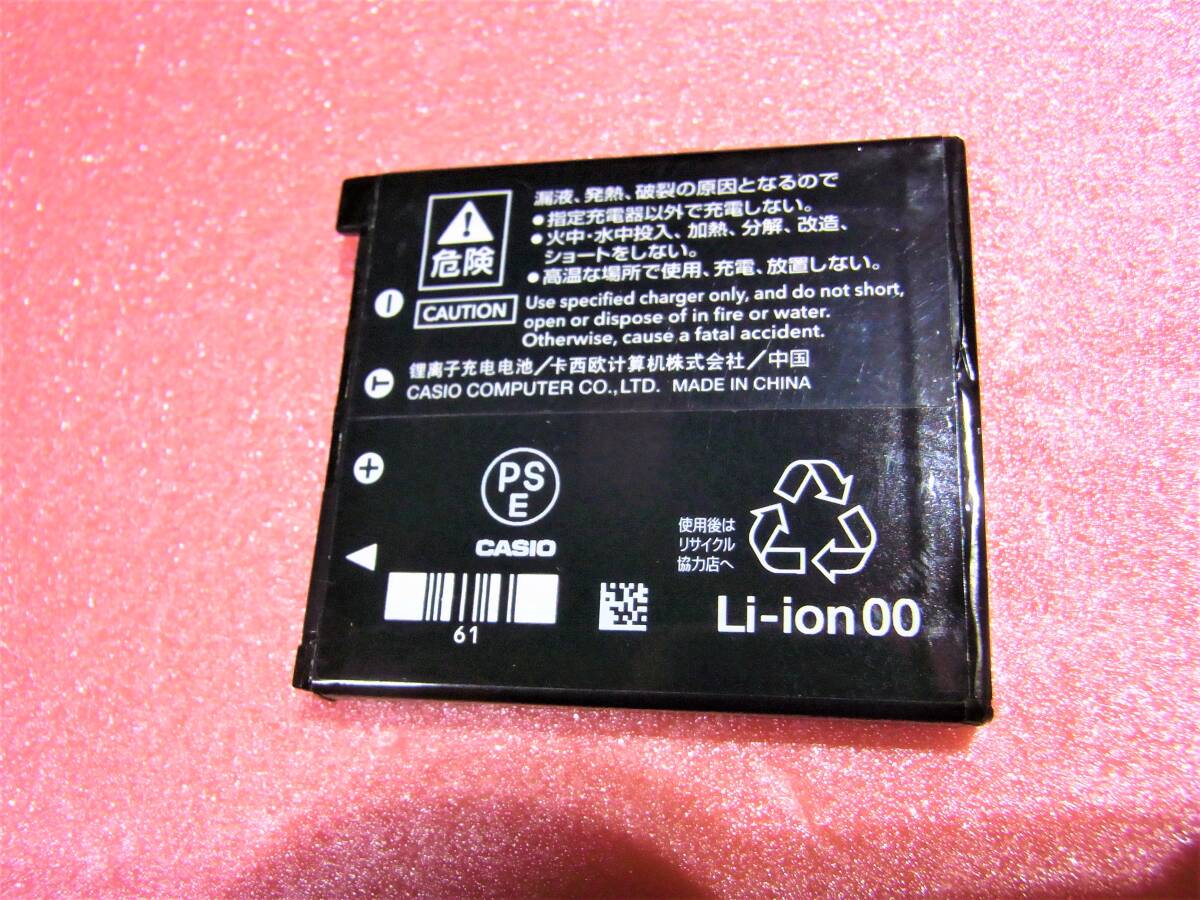 危険
漏液、発熱、破裂の原因となるので
●指定充電器以外で充電しない。
●火中・水中投入、加熱、分解、改造、
ショートをしない。
●高温な場所で使用、充電、放置しない。
CAUTION
Use specified charger only, and do not short,
open or dispose of in fire or water.
Otherwise, cause a fatal accident.
锂离子充电电池/卡西欧计算机株式会社/中国
CASIO COMPUTER CO.,LTD. MADE IN CHINA
T
PS
E
CASIO
61
使用後は
リサイクル
協力店へ
Li-ion00